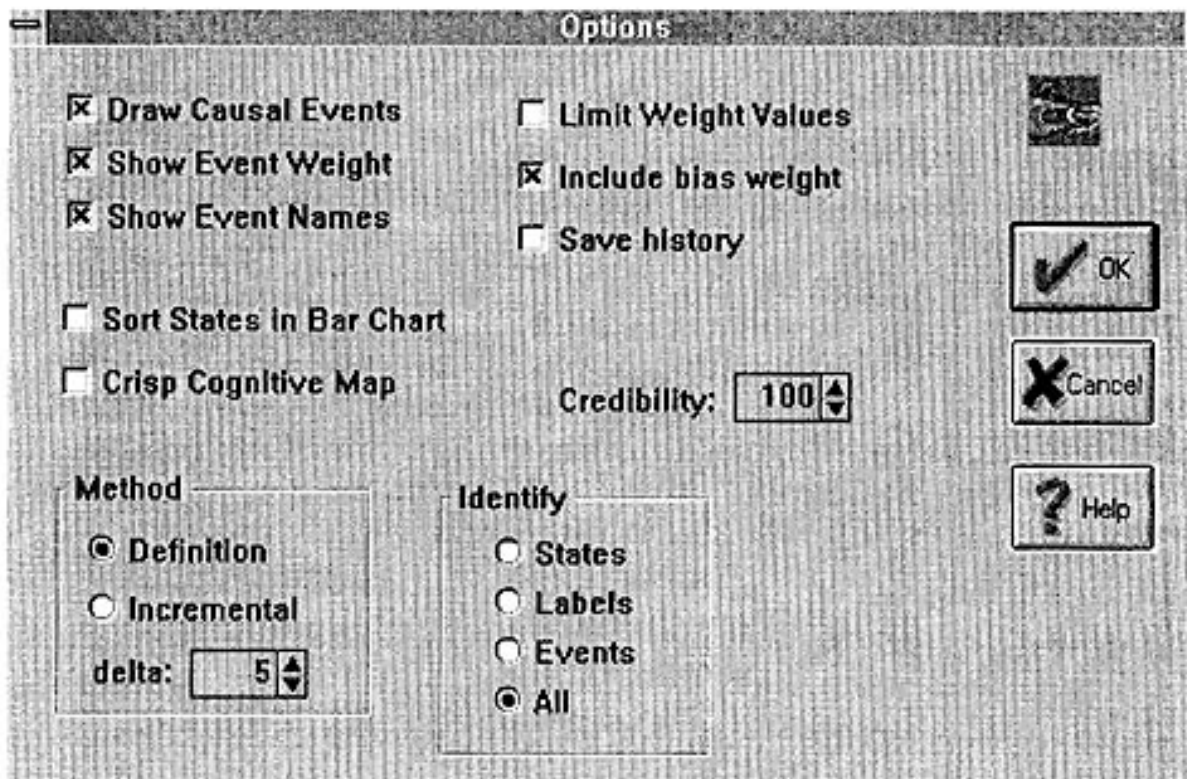 Options
Draw Causal Events
Show Event Weight
Show Event Names
Sort States in Bar Chart
Crisp Cognitive Map
Limit Weight Values
Include bias weight
Save history
Credibility: 100
Method
Definition
Incremental
delta: 5
Identify
States
Labels
Events
All
OK
Cancel
Help